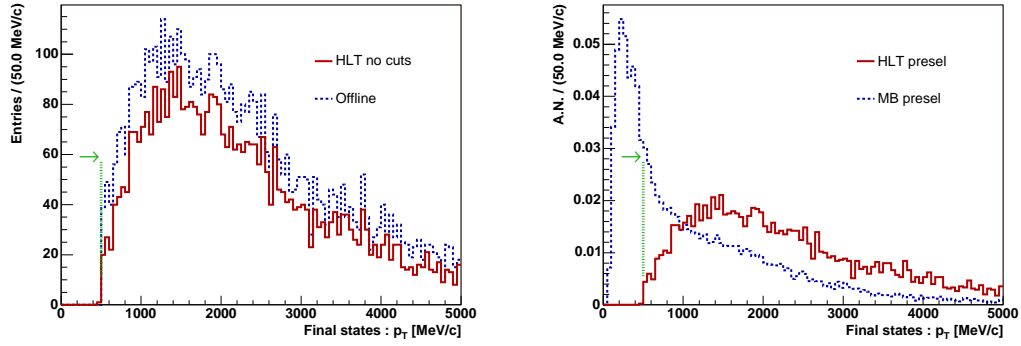 Entries / (50.0 MeV/c)
100
80
60
40
20
0
HLT no cuts
Offline
0 1000 2000 3000 4000 5000
Final states : pT [MeV/c]
A.N. / (50.0 MeV/c)
0.05
0.04
0.03
0.02
0.01
0
HLT presel
MB presel
0 1000 2000 3000 4000 5000
Final states : pT [MeV/c]